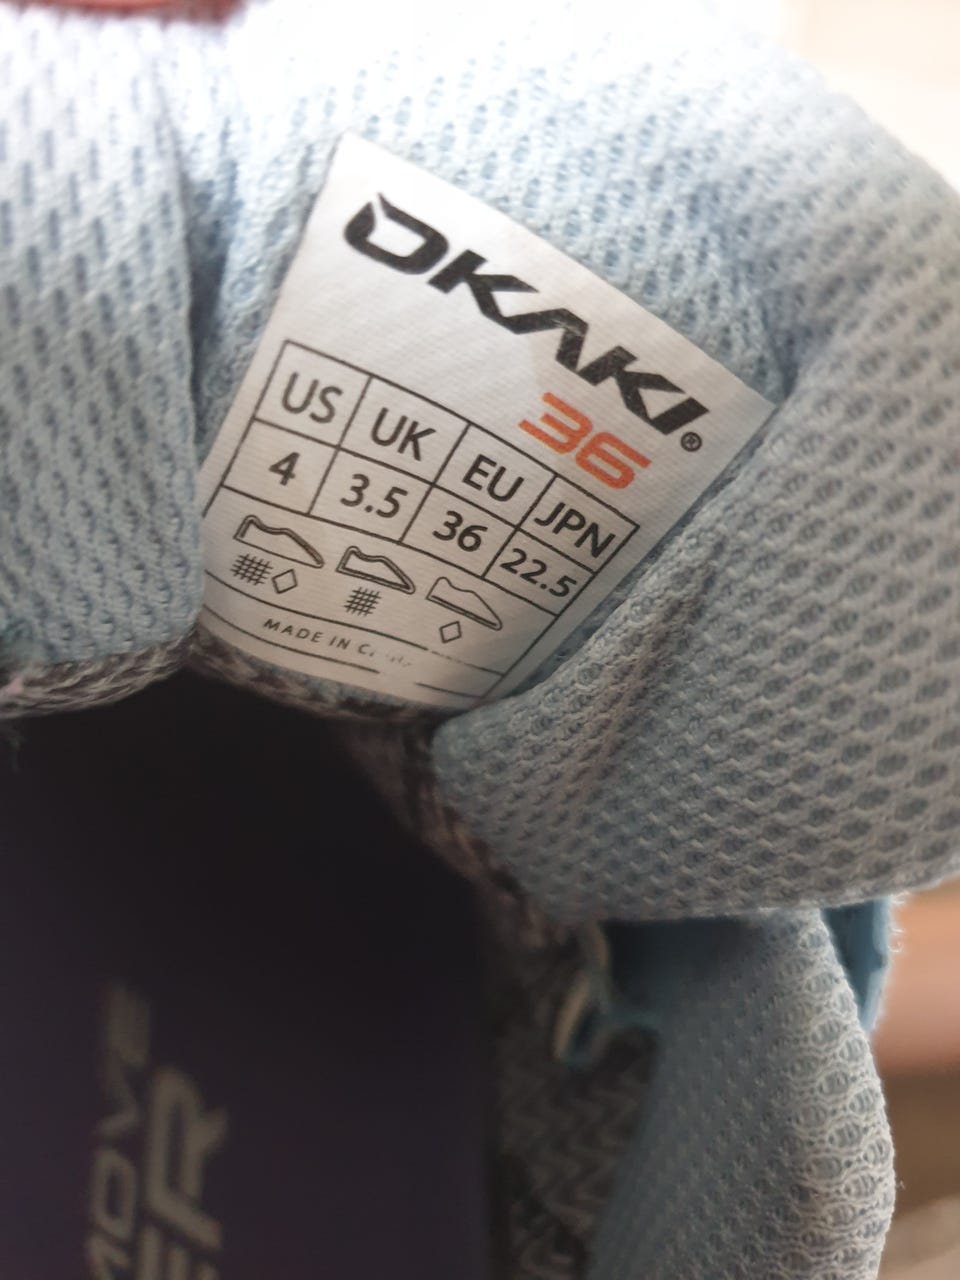 OKAKI®
36
US UK EU JPN
4 3.5 36 22.5
MADE IN